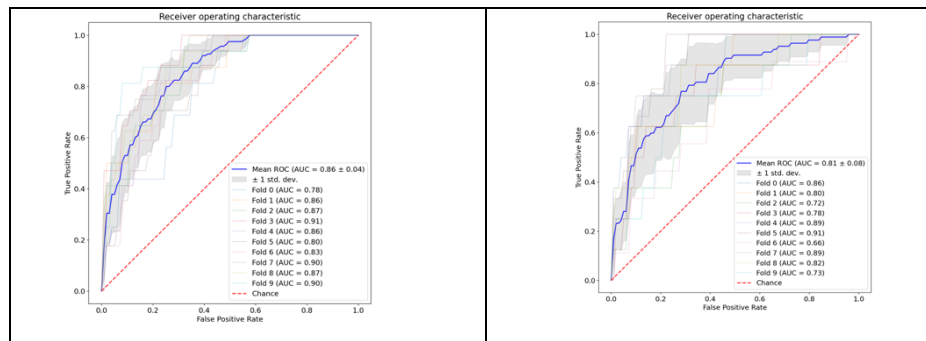 Receiver operating characteristic
1.0
0.8
0.6
0.4
0.2
0.0
True Positive Rate
Mean ROC (AUC = 0.86 ± 0.04)
± 1 std. dev.
Fold 0 (AUC = 0.78)
Fold 1 (AUC = 0.86)
Fold 2 (AUC = 0.87)
Fold 3 (AUC = 0.91)
Fold 4 (AUC = 0.86)
Fold 5 (AUC = 0.80)
Fold 6 (AUC = 0.83)
Fold 7 (AUC = 0.90)
Fold 8 (AUC = 0.87)
Fold 9 (AUC = 0.90)
Chance
0.0 0.2 0.4 0.6 0.8 1.0
False Positive Rate
Receiver operating characteristic
1.0
0.8
0.6
0.4
0.2
0.0
True Positive Rate
Mean ROC (AUC = 0.81 ± 0.08)
± 1 std. dev.
Fold 0 (AUC = 0.86)
Fold 1 (AUC = 0.80)
Fold 2 (AUC = 0.72)
Fold 3 (AUC = 0.78)
Fold 4 (AUC = 0.89)
Fold 5 (AUC = 0.91)
Fold 6 (AUC = 0.66)
Fold 7 (AUC = 0.89)
Fold 8 (AUC = 0.82)
Fold 9 (AUC = 0.73)
Chance
0.0 0.2 0.4 0.6 0.8 1.0
False Positive Rate